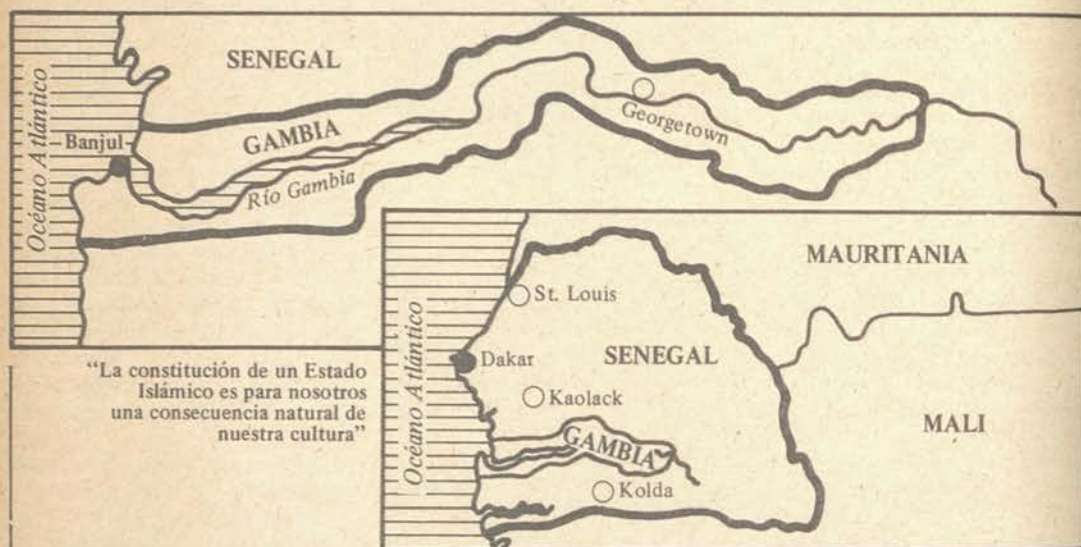 SENEGAL
Océano Atlántico
Banjul
GAMBIA
Río Gambia
Georgetown
MAURITANIA
St. Louis
Océano Atlántico
Dakar
SENEGAL
Kaolack
GAMBIA
MALI
Kolda
“La constitución de un Estado
Islámico es para nosotros
una consecuencia natural de
nuestra cultura”